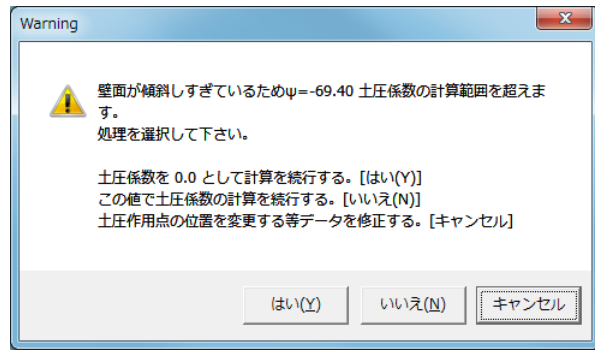 Warning
壁面が傾斜しすぎているためψ=-69.40 土圧係数の計算範囲を超えま
す。
処理を選択して下さい。
土圧係数を 0.0 として計算を続行する。[はい(Y)]
この値で土圧係数の計算を続行する。[いいえ(N)]
土圧作用点の位置を変更する等データを修正する。[キャンセル]
はい(Y)
いいえ(N)
キャンセル